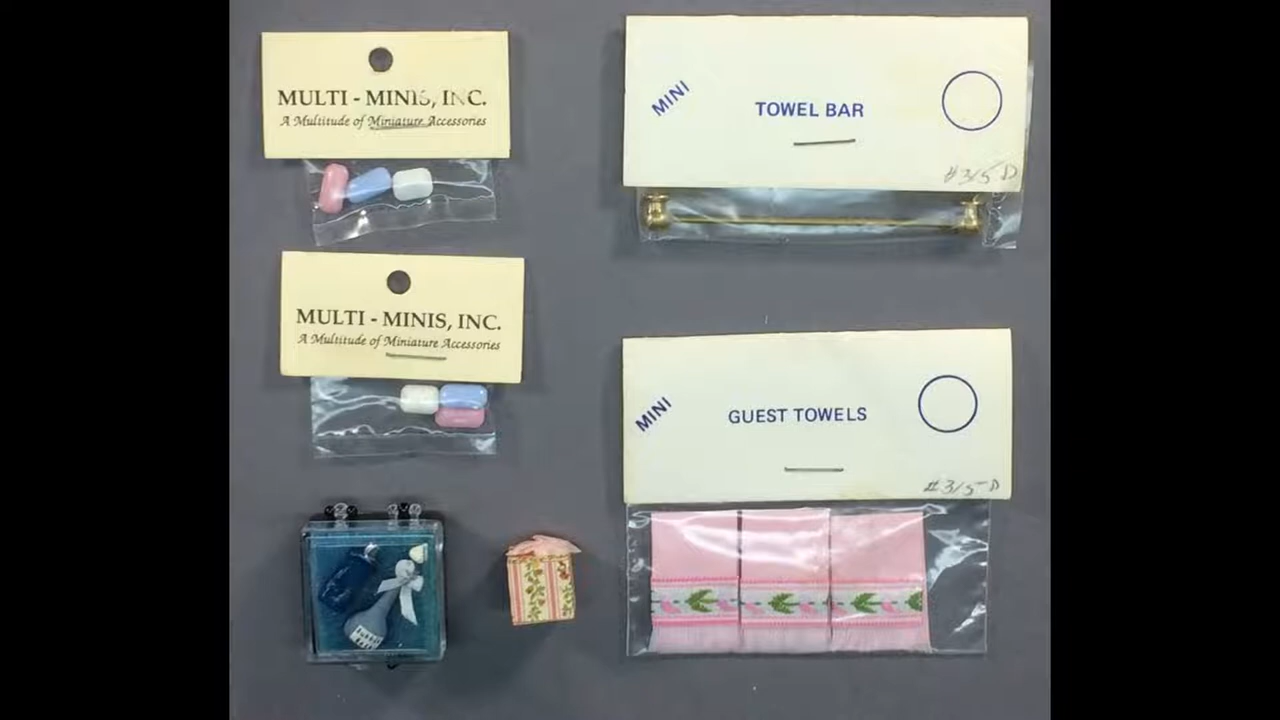 MULTI - MINIS, INC.
A Multitude of Miniature Accessories
MINI
TOWEL BAR
#315 D
MULTI - MINIS, INC.
A Multitude of Miniature Accessories
MINI
GUEST TOWELS
#315 D